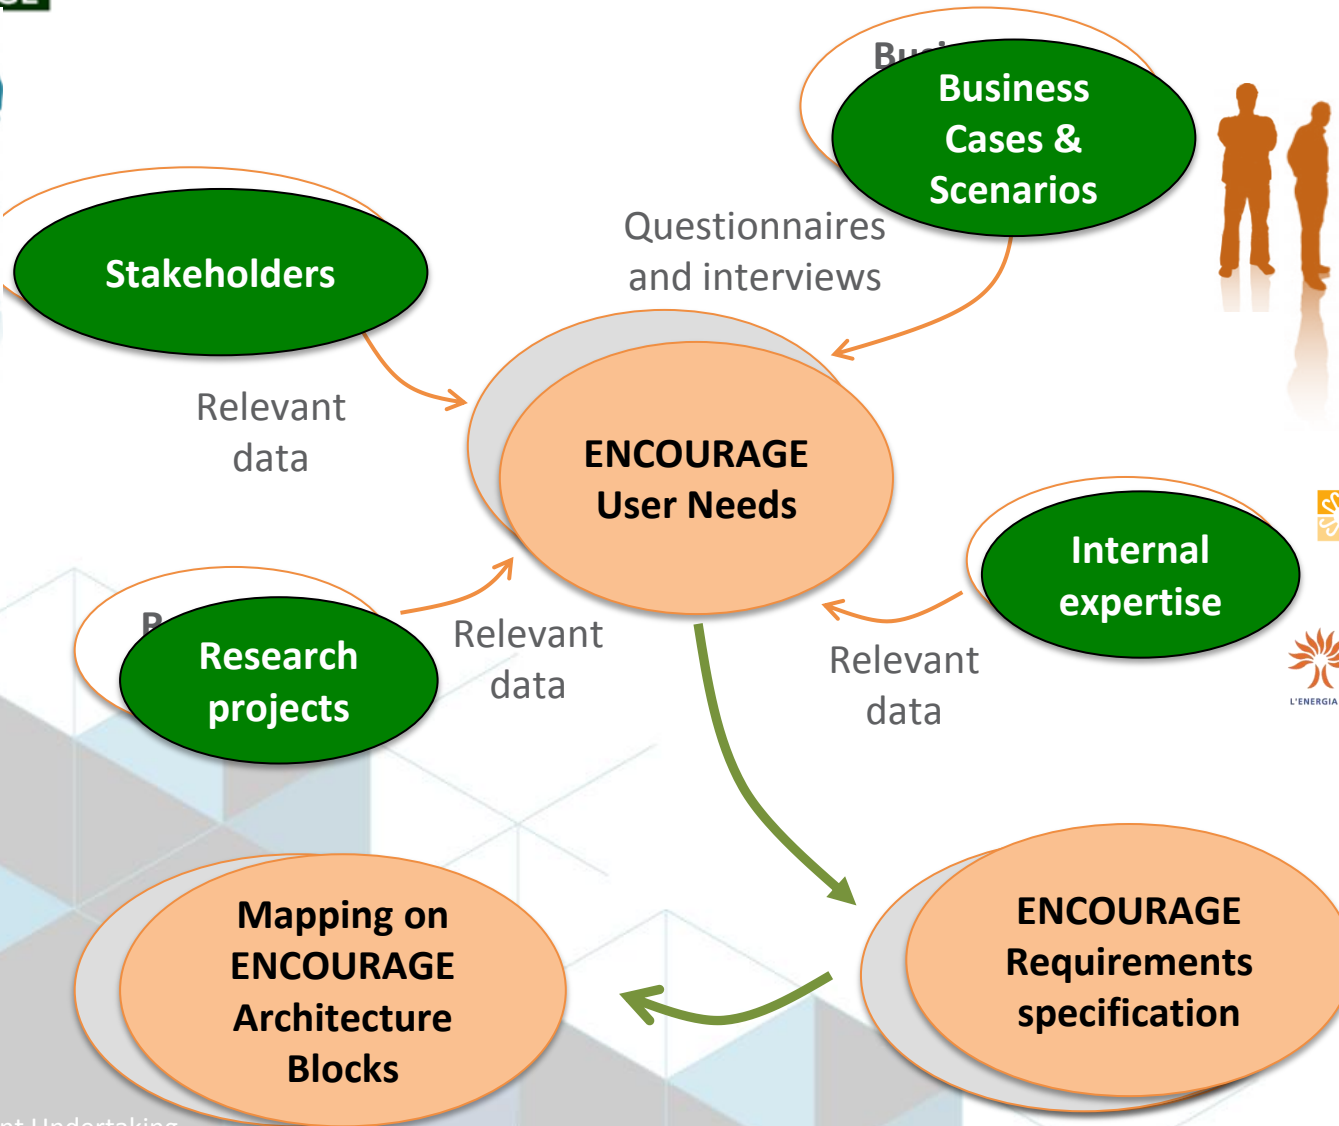 Business
Cases &
Scenarios
Questionnaires
and interviews
Stakeholders
Relevant
data
ENCOURAGE
User Needs
Internal
expertise
Relevant
data
Research
projects
Relevant
data
L'ENERGIA
Mapping on
ENCOURAGE
Architecture
Blocks
ENCOURAGE
Requirements
specification
Undertaking